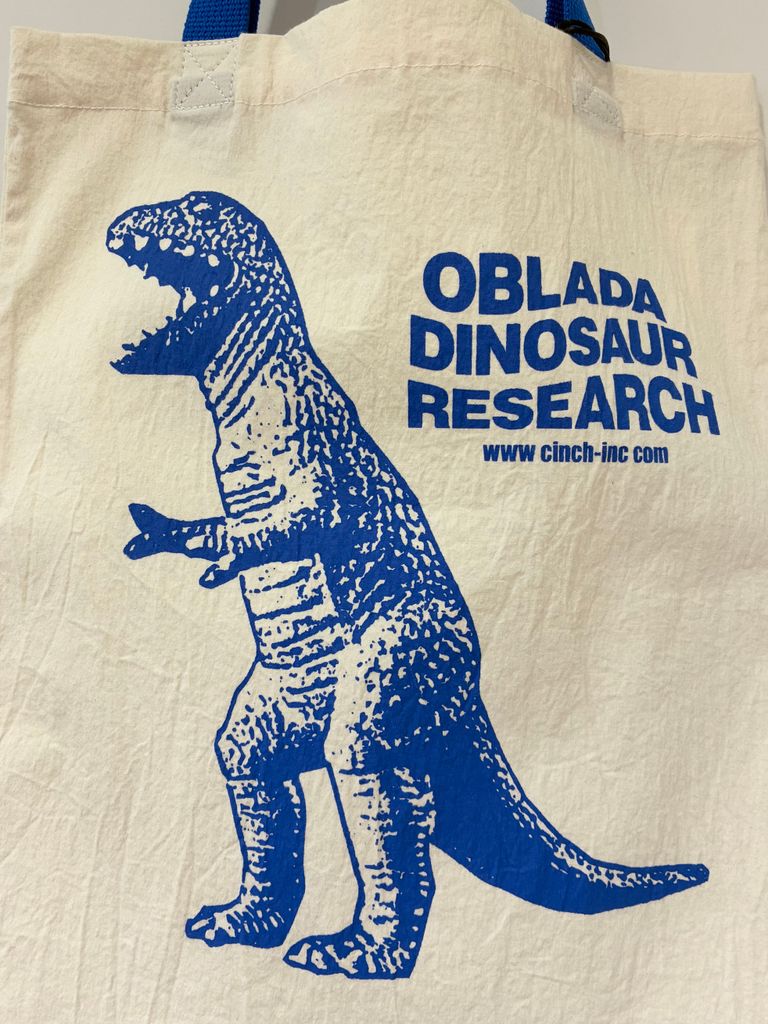 OBLADA
DINOSAUR
RESEARCH
www cinch-inc com